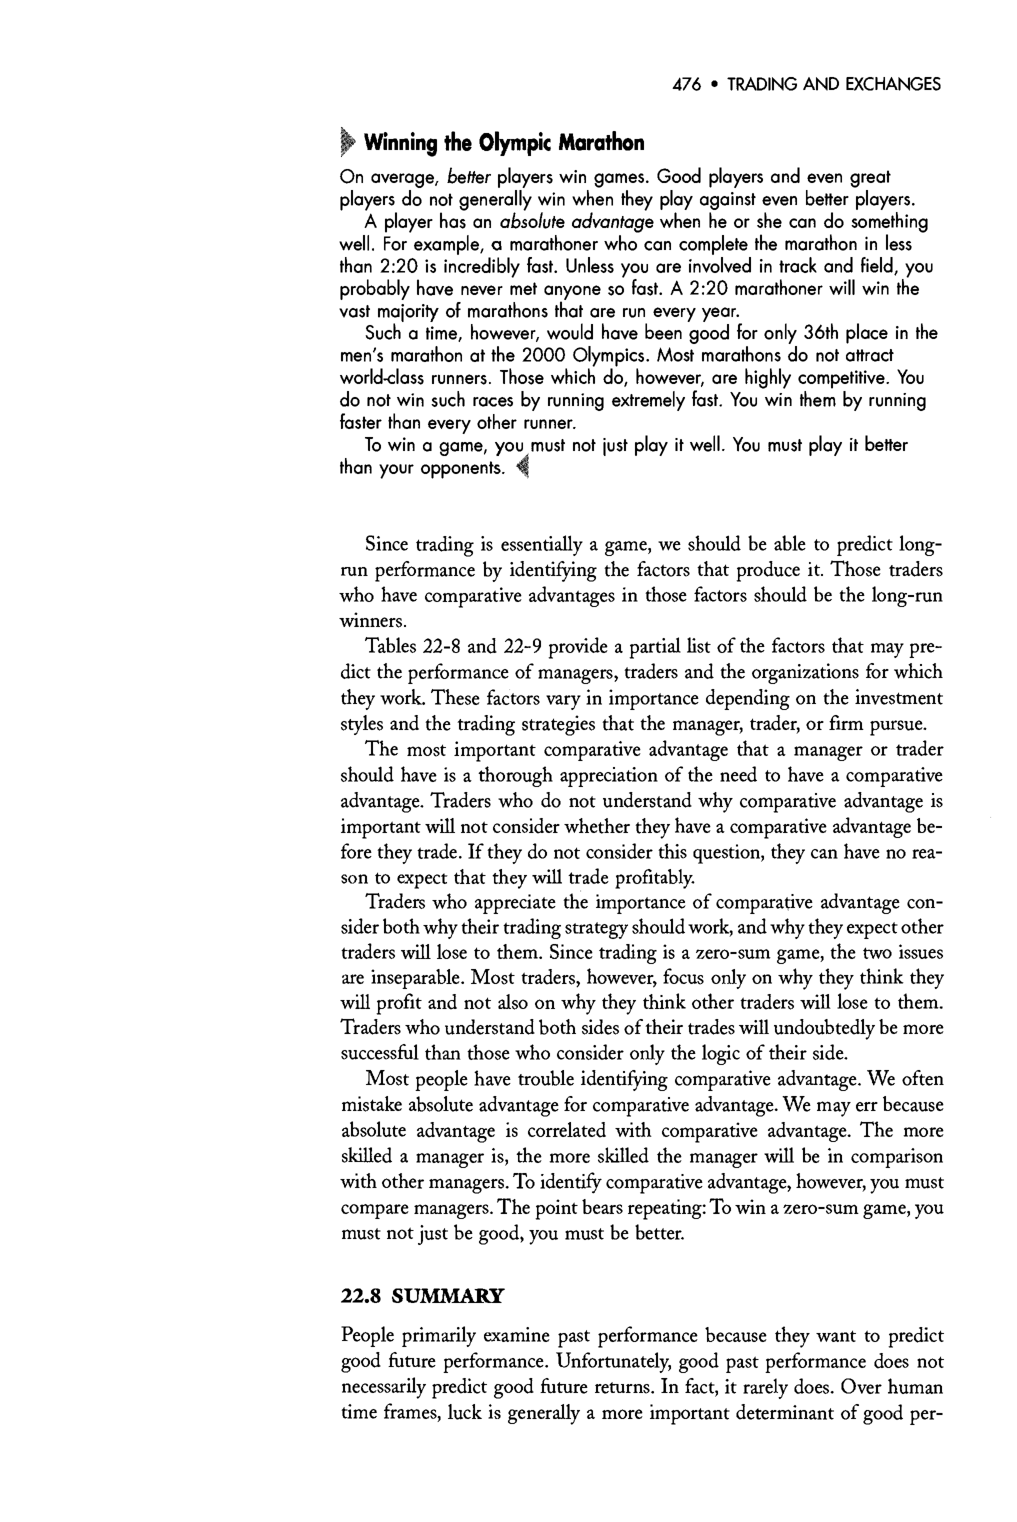 476 • TRADING AND EXCHANGES
Winning the Olympic Marathon
On average, better players win games. Good players and even great
players do not generally win when they play against even better players.
A player has an absolute advantage when he or she can do something
well. For example, a marathoner who can complete the marathon in less
than 2:20 is incredibly fast. Unless you are involved in track and field, you
probably have never met anyone so fast. A 2:20 marathoner will win the
vast majority of marathons that are run every year.
Such a time, however, would have been good for only 36th place in the
men's marathon at the 2000 Olympics. Most marathons do not attract
world-class runners. Those which do, however, are highly competitive. You
do not win such races by running extremely fast. You win them by running
faster than every other runner.
To win a game, you must not just play it well. You must play it better
than your opponents.
Since trading is essentially a game, we should be able to predict long-
run performance by identifying the factors that produce it. Those traders
who have comparative advantages in those factors should be the long-run
winners.
Tables 22-8 and 22-9 provide a partial list of the factors that may pre-
dict the performance of managers, traders and the organizations for which
they work. These factors vary in importance depending on the investment
styles and the trading strategies that the manager, trader, or firm pursue.
The most important comparative advantage that a manager or trader
should have is a thorough appreciation of the need to have a comparative
advantage. Traders who do not understand why comparative advantage is
important will not consider whether they have a comparative advantage be-
fore they trade. If they do not consider this question, they can have no rea-
son to expect that they will trade profitably.
Traders who appreciate the importance of comparative advantage con-
sider both why their trading strategy should work, and why they expect other
traders will lose to them. Since trading is a zero-sum game, the two issues
are inseparable. Most traders, however, focus only on why they think they
will profit and not also on why they think other traders will lose to them.
Traders who understand both sides of their trades will undoubtedly be more
successful than those who consider only the logic of their side.
Most people have trouble identifying comparative advantage. We often
mistake absolute advantage for comparative advantage. We may err because
absolute advantage is correlated with comparative advantage. The more
skilled a manager is, the more skilled the manager will be in comparison
with other managers. To identify comparative advantage, however, you must
compare managers. The point bears repeating: To win a zero-sum game, you
must not just be good, you must be better.
22.8 SUMMARY
People primarily examine past performance because they want to predict
good future performance. Unfortunately, good past performance does not
necessarily predict good future returns. In fact, it rarely does. Over human
time frames, luck is generally a more important determinant of good per-